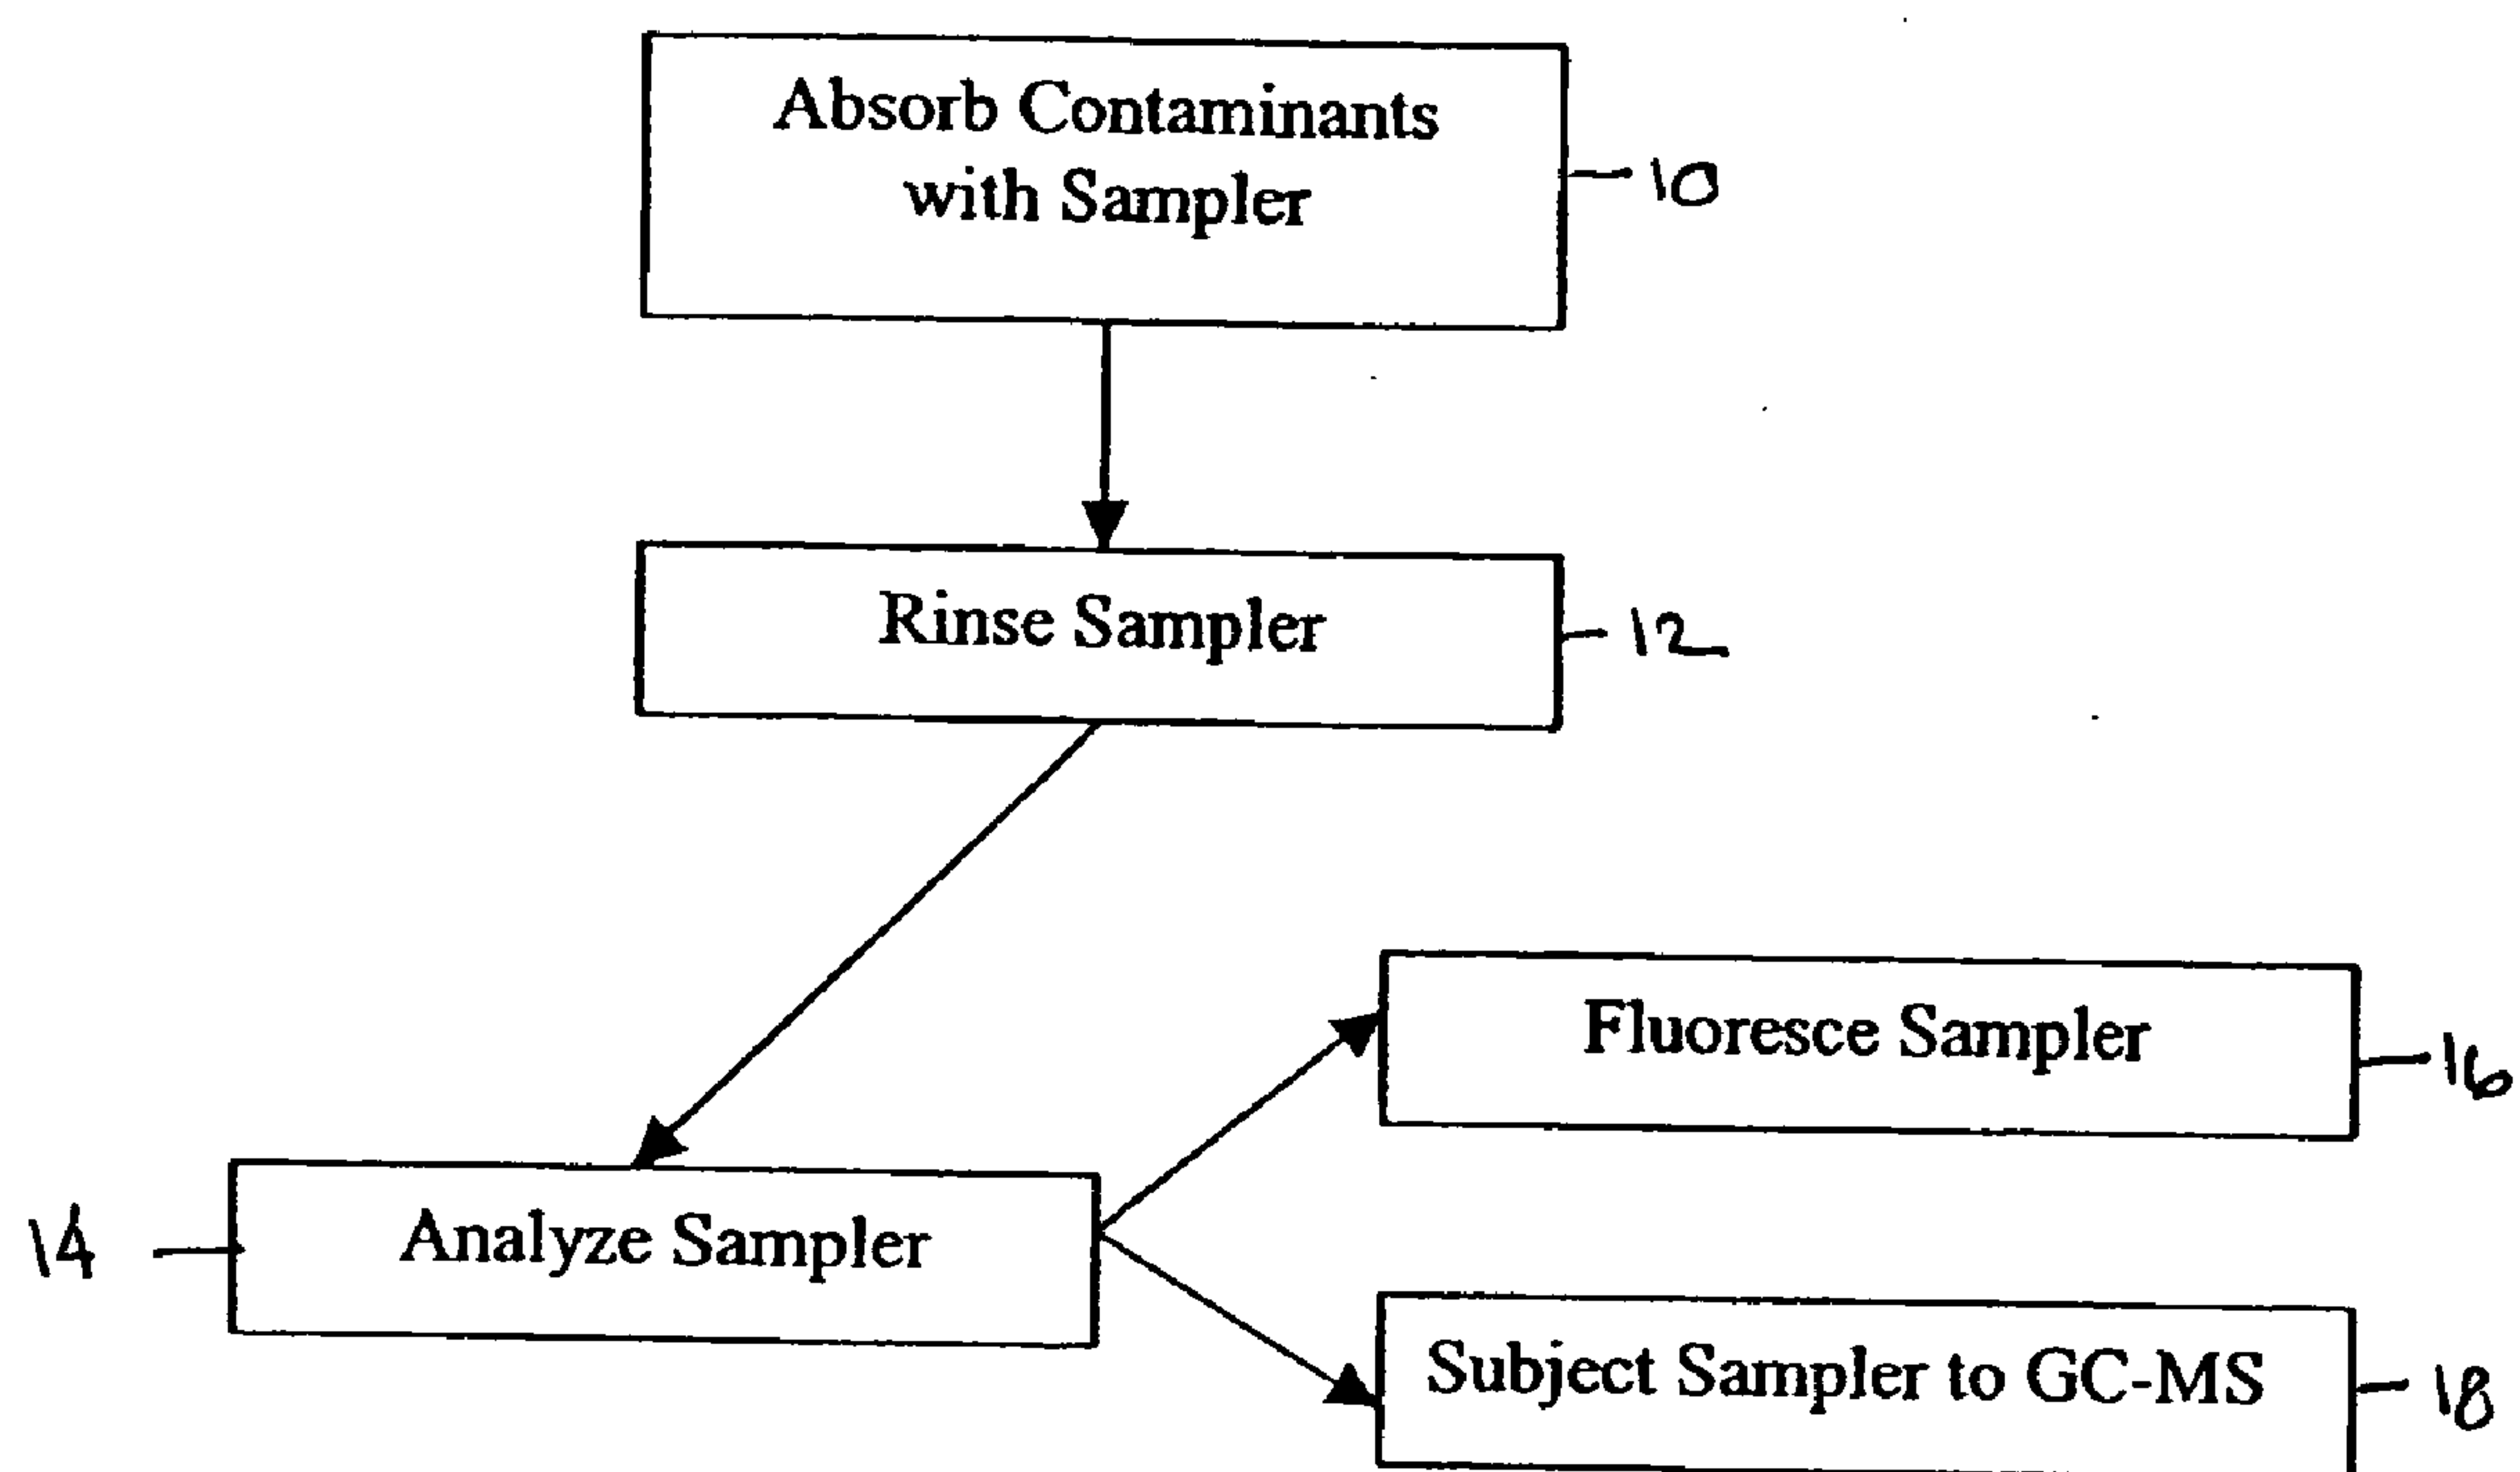 Absorb Contaminants
with Sampler
10
Rinse Sampler
12
Fluoresce Sampler
16
14
Analyze Sampler
Subject Sampler to GC-MS
18